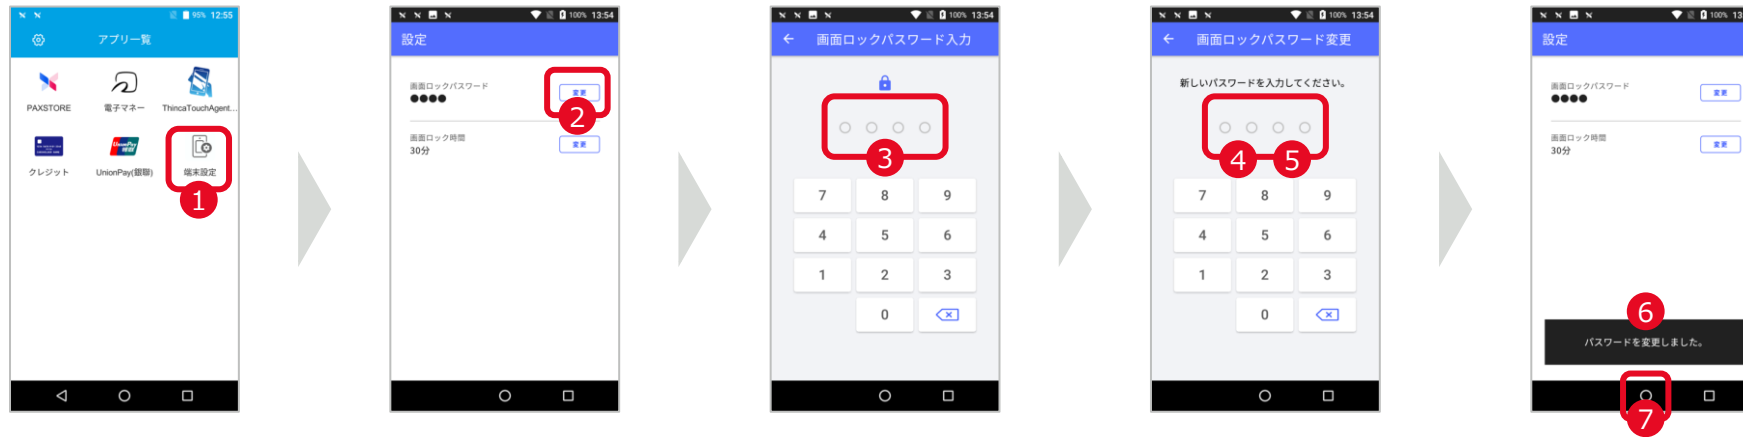 95% 12:55
アプリ一覧
PAXSTORE
電子マネー
ThincaTouchAgent...
クレジット
UnionPay(銀聯)
端末設定
1
100% 13:54
設定
画面ロックパスワード
変更
2
画面ロック時間
30分
変更
100% 13:54
画面ロックパスワード入力
3
7 8 9
4 5 6
1 2 3
0
100% 13:54
画面ロックパスワード変更
新しいパスワードを入力してください。
4 5
7 8 9
4 5 6
1 2 3
0
100% 13
設定
画面ロックパスワード
変更
画面ロック時間
30分
変更
6
パスワードを変更しました。
7